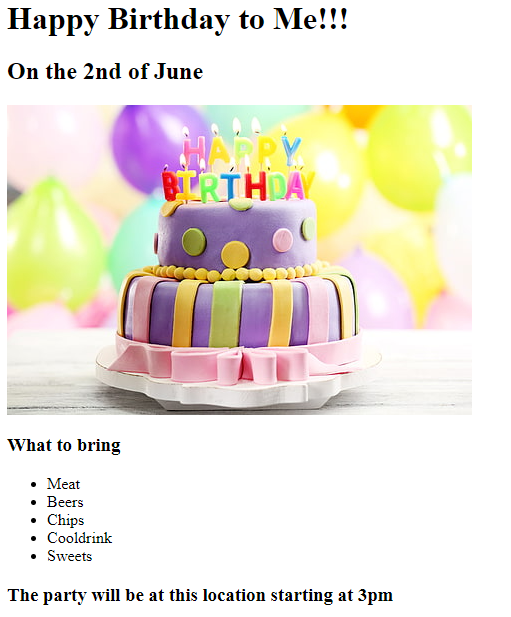 Happy Birthday to Me!!!
On the 2nd of June
HAPPY
BIRTHDAY
What to bring
Meat
Beers
Chips
Cooldrink
Sweets
The party will be at this location starting at 3pm